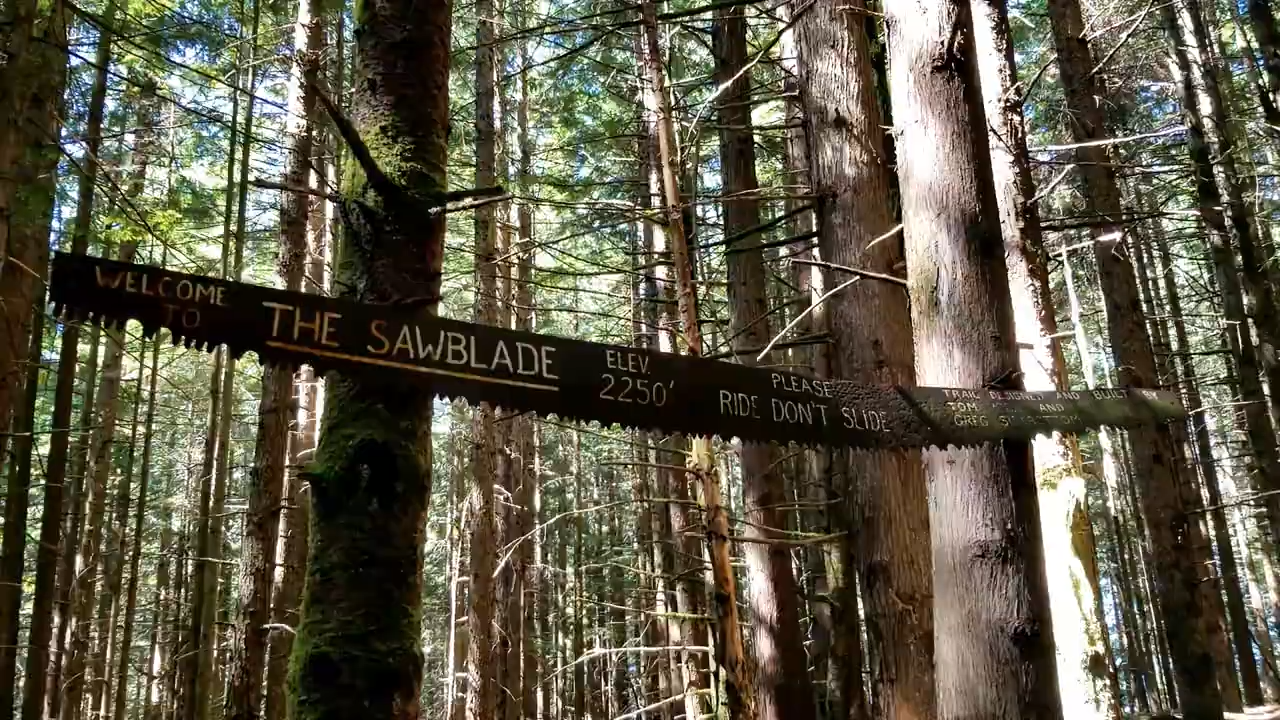 WELCOME
TO
THE SAWBLADE
ELEV.
2250'
PLEASE
RIDE DON'T SLIDE
TRAIL DESIGNED AND BUILT BY
TOM AND
GREG